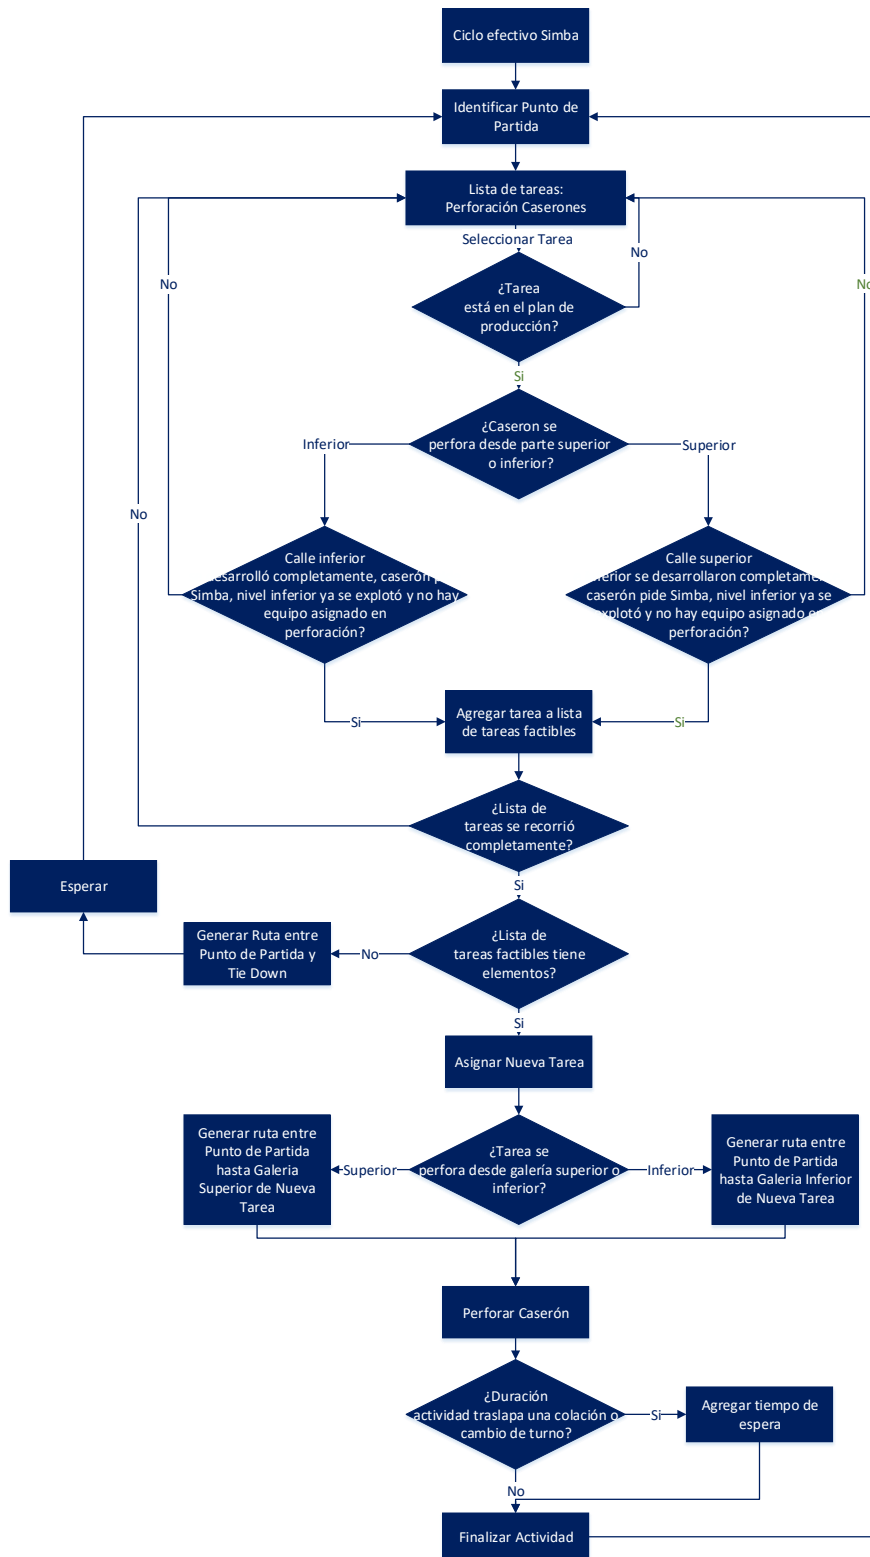 Ciclo efectivo Simba
Identificar Punto de
Partida
Lista de tareas:
Perforación Caserones
Seleccionar Tarea
No
No
No
¿Tarea
está en el plan de
producción?
Si
¿Caseron se
perfora desde parte superior
o inferior?
Inferior
Superior
No
Calle inferior
desarrolló completamente, caserón
Simba, nivel inferior ya se explotó y no hay
equipo asignado en
perforación?
Calle superior
se desarrollaron
caserón pide Simba, nivel inferior ya se
explotó y no hay equipo asignado en
perforación?
Agregar tarea a lista
de tareas factibles
Si
Si
¿Lista de
tareas se recorrió
completamente?
Si
Esperar
Generar Ruta entre
Punto de Partida y
Tie Down
No
¿Lista de
tareas factibles tiene
elementos?
Si
Asignar Nueva Tarea
Generar ruta entre
Punto de Partida
hasta Galeria
Superior de Nueva
Tarea
Superior
¿Tarea se
perfora desde galería superior o
inferior?
Inferior
Generar ruta entre
Punto de Partida
hasta Galeria Inferior
de Nueva Tarea
Perforar Caserón
¿Duración
actividad traslapa una colación o
cambio de turno?
Si
Agregar tiempo de
espera
No
Finalizar Actividad